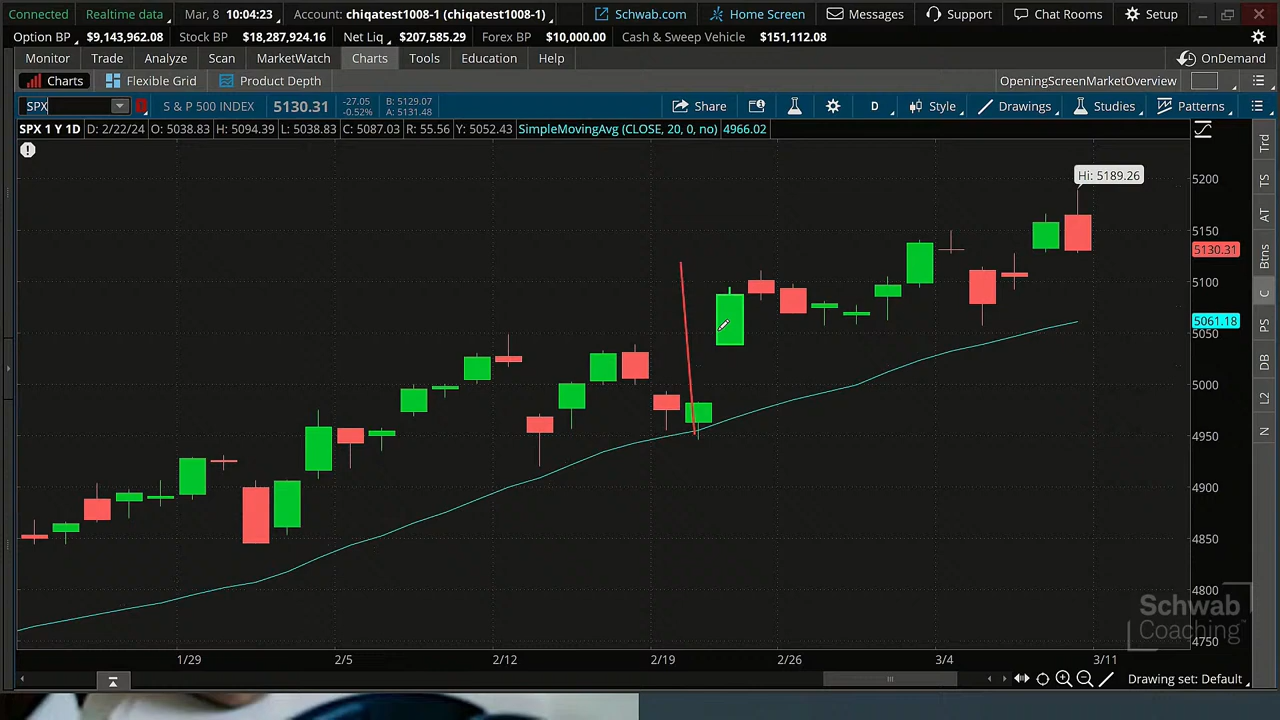 Connected Realtime data Mar, 8 10:04:23 Account: chiqatest1008-1 (chiqatest1008-1) Schwab.com Home Screen Messages Support Chat Rooms Setup
Option BP $9,143,962.08 Stock BP $18,287,924.16 Net Liq $207,585.29 Forex BP $10,000.00 Cash & Sweep Vehicle $151,112.08
Monitor Trade Analyze Scan MarketWatch Charts Tools Education Help OnDemand
Charts Flexible Grid Product Depth OpeningScreenMarketOverview
SPX S & P 500 INDEX 5130.31 -27.05 -0.52% B: 5129.07 A: 5131.48 Share D Style Drawings Studies Patterns
SPX 1 Y 1D D: 2/22/24 O: 5038.83 H: 5094.39 L: 5038.83 C: 5087.03 R: 55.56 Y: 5052.43 SimpleMovingAvg (CLOSE, 20, 0, no) 4966.02
Hi: 5189.26
5200
5150
5130.31
5100
5061.18
5050
5000
4950
4900
4850
4800
4750
Trd
TS
AT
Btns
C
PS
DB
L2
N
Schwab
Coaching
1/29 2/5 2/12 2/19 2/26 3/4 3/11
Drawing set: Default